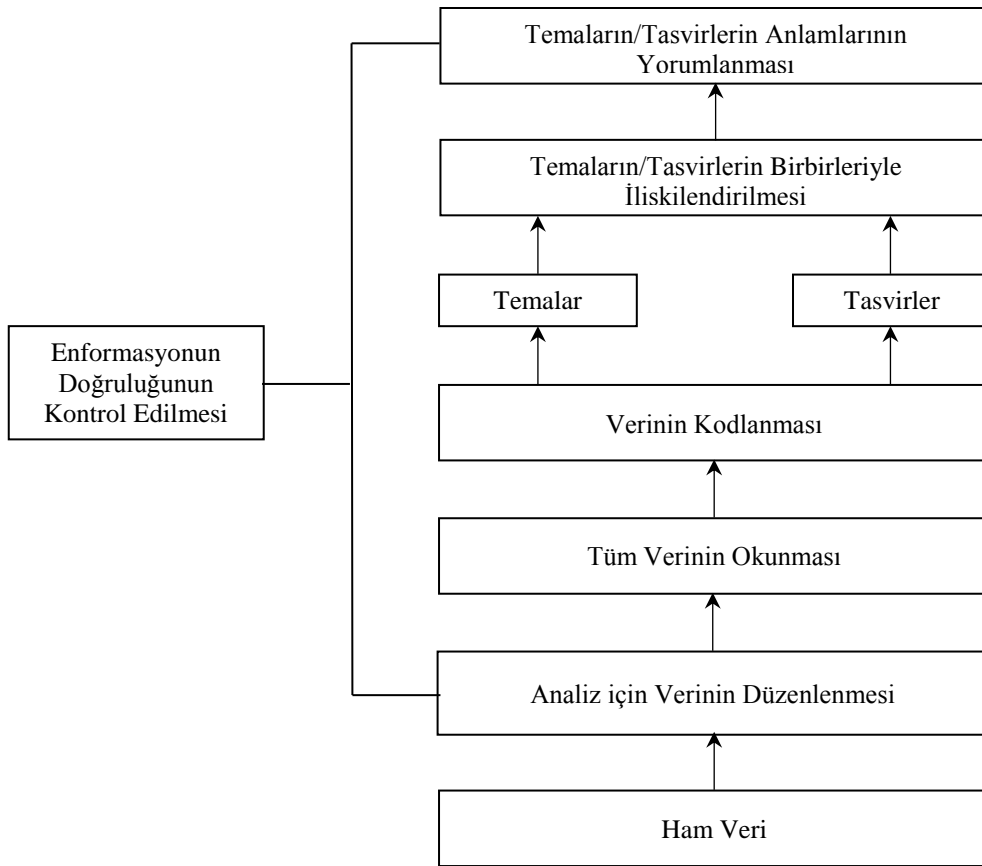 Temaların/Tasvirlerin Anlamlarının
Yorumlanması
Temaların/Tasvirlerin Birbirleriyle
İliskilendirilmesi
Temalar
Tasvirler
Enformasyonun
Doğruluğunun
Kontrol Edilmesi
Verinin Kodlanması
Tüm Verinin Okunması
Analiz için Verinin Düzenlenmesi
Ham Veri